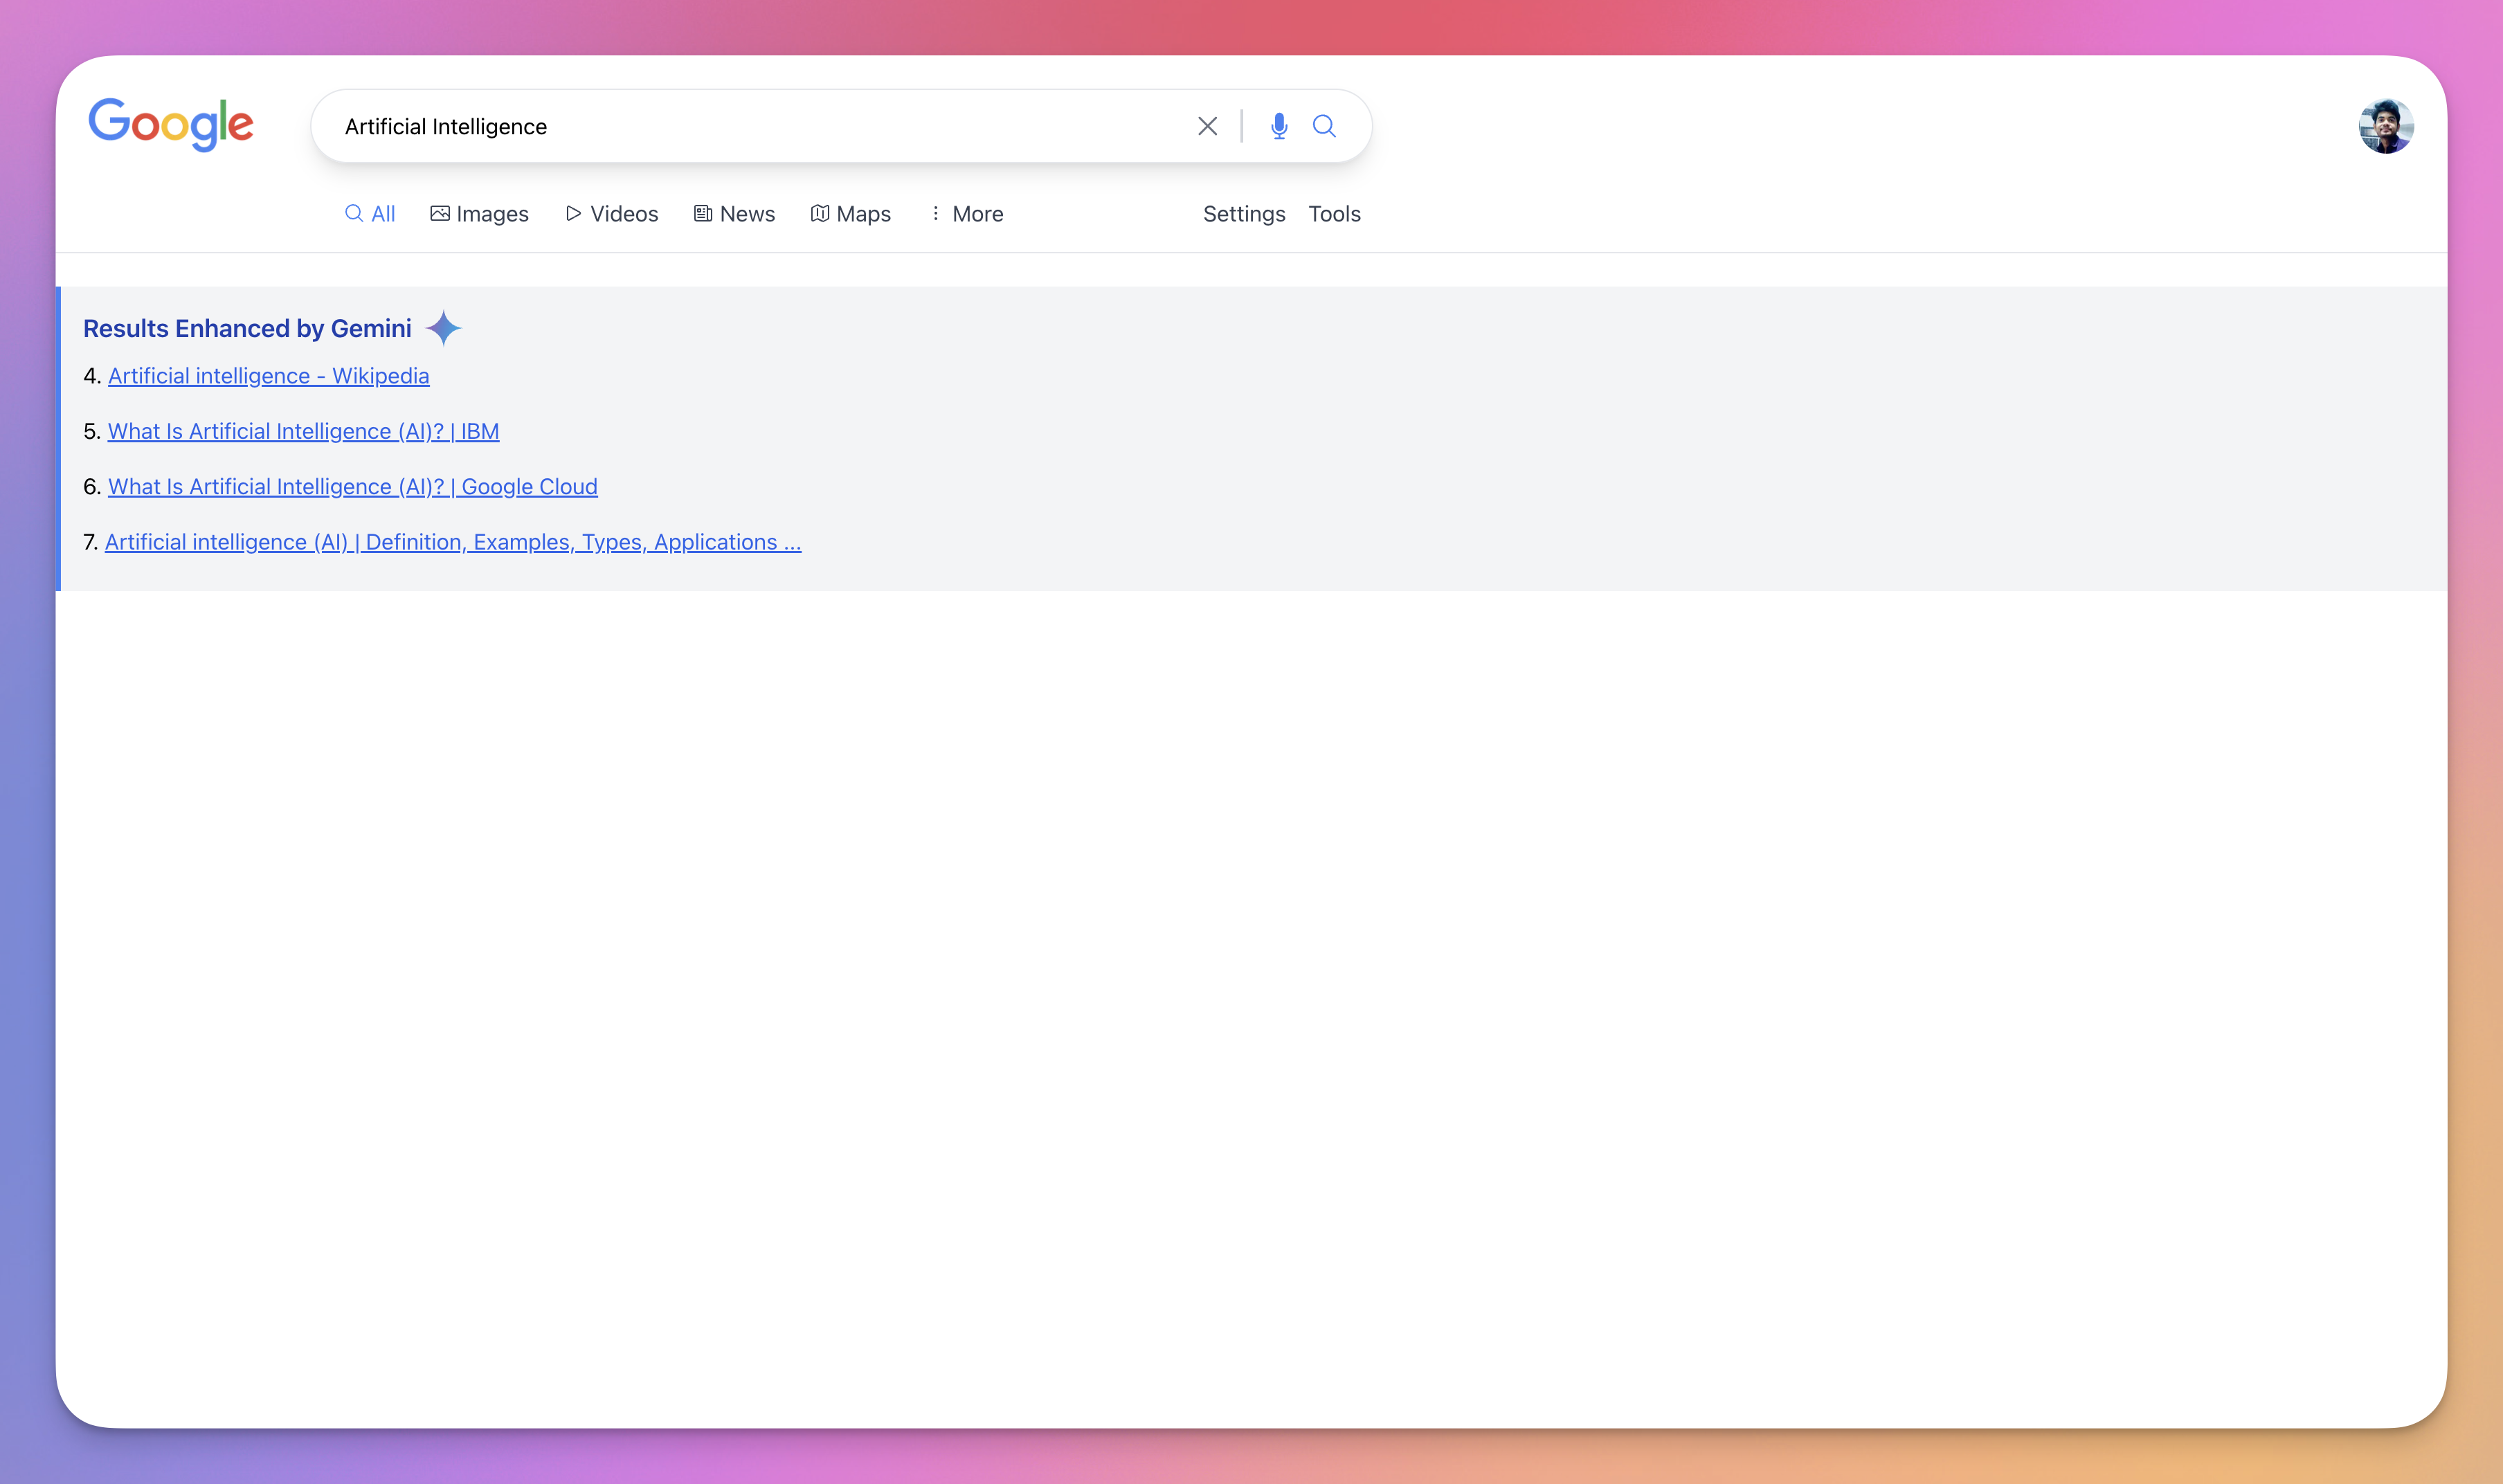 Google
Artificial Intelligence
All Images Videos News Maps More Settings Tools
Results Enhanced by Gemini
4. Artificial intelligence - Wikipedia
5. What Is Artificial Intelligence (AI)? | IBM
6. What Is Artificial Intelligence (AI)? | Google Cloud
7. Artificial intelligence (AI) | Definition, Examples, Types, Applications ...